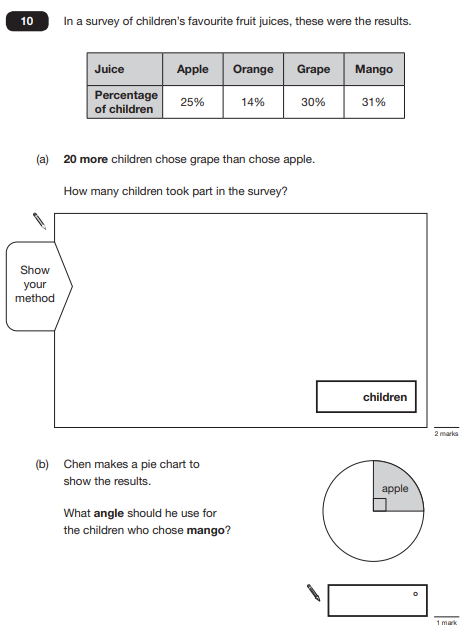 10 In a survey of children's favourite fruit juices, these were the results.
Juice Apple Orange Grape Mango
Percentage
of children 25% 14% 30% 31%
(a) 20 more children chose grape than chose apple.
How many children took part in the survey?
Show
your
method
children
2 marks
(b) Chen makes a pie chart to
show the results.
What angle should he use for
the children who chose mango?
apple
°
1 mark